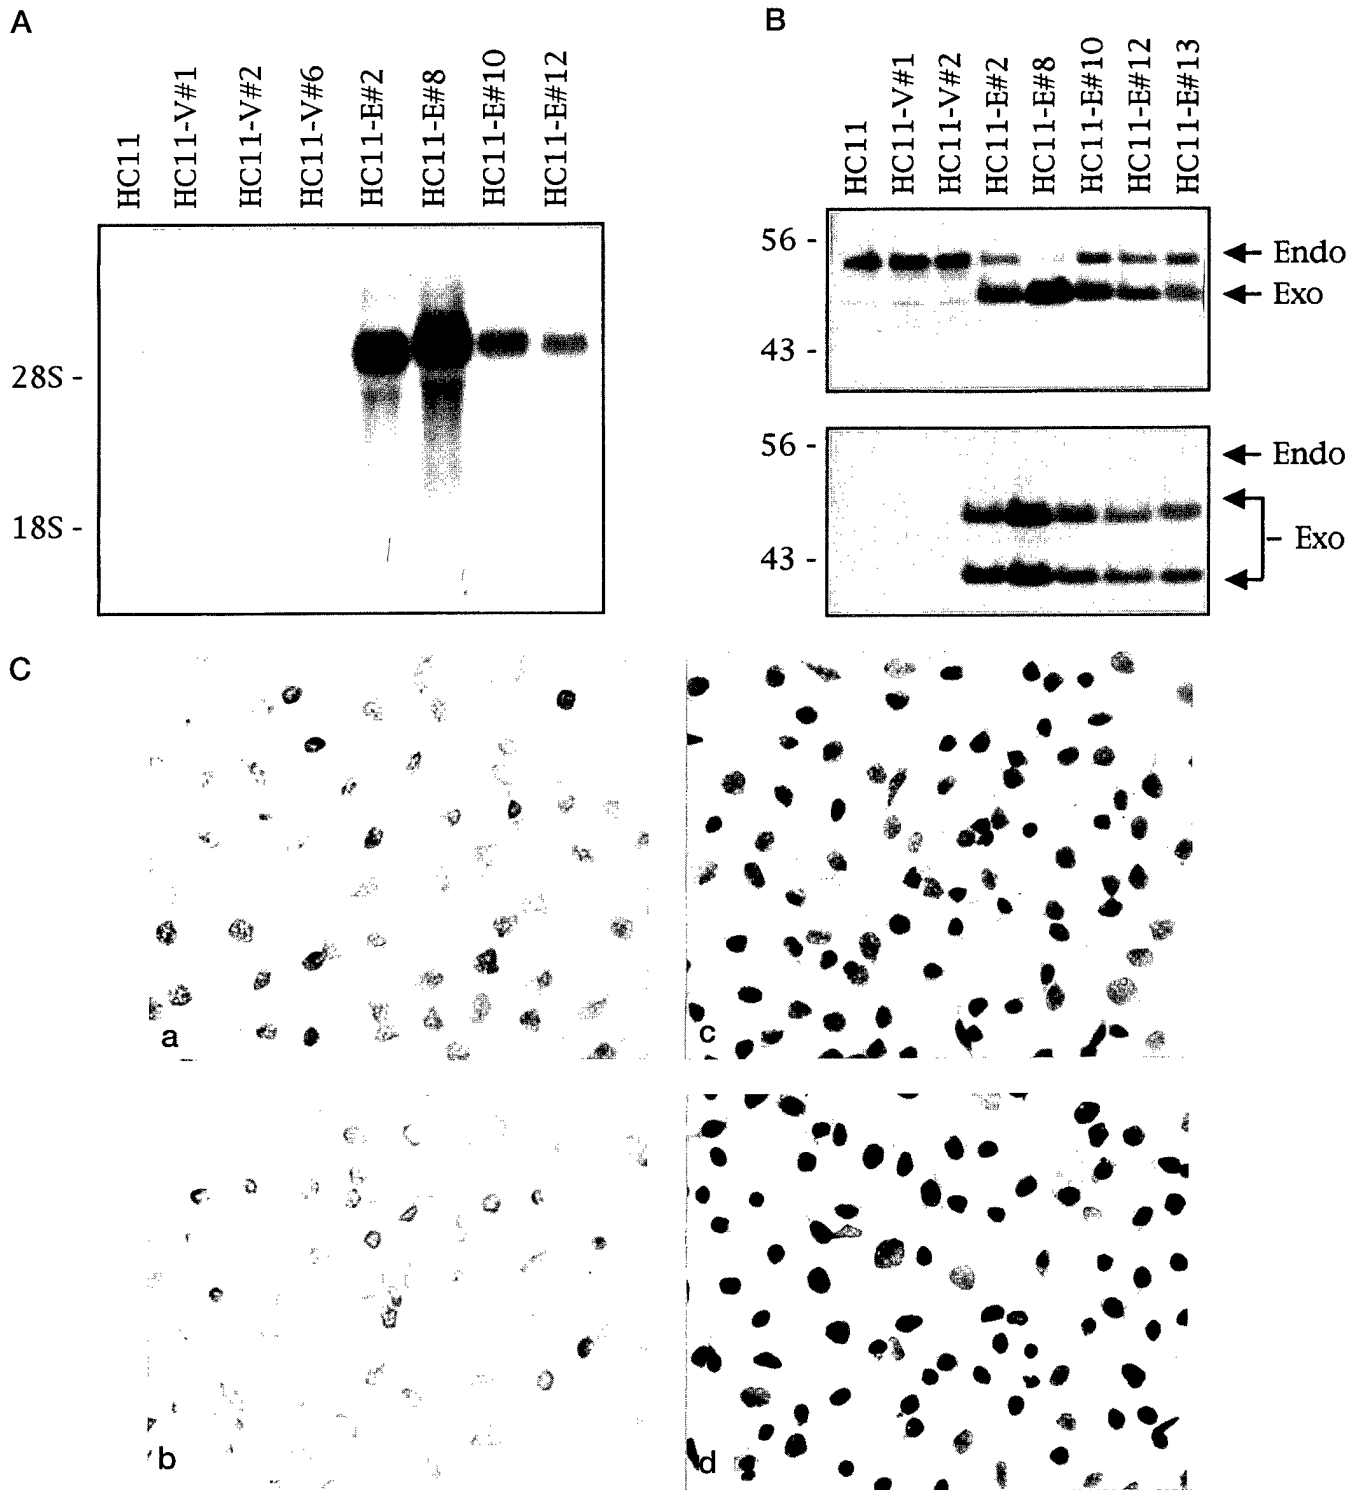 A
HC11
HC11-V#1
HC11-V#2
HC11-V#6
HC11-E#2
HC11-E#8
HC11-E#10
HC11-E#12
28S -
18S -
B
HC11
HC11-V#1
HC11-V#2
HC11-E#2
HC11-E#8
HC11-E#10
HC11-E#12
HC11-E#13
56 -
Endo
Exo
43 -
56 -
Endo
Exo
43 -
C
a
c
b
d